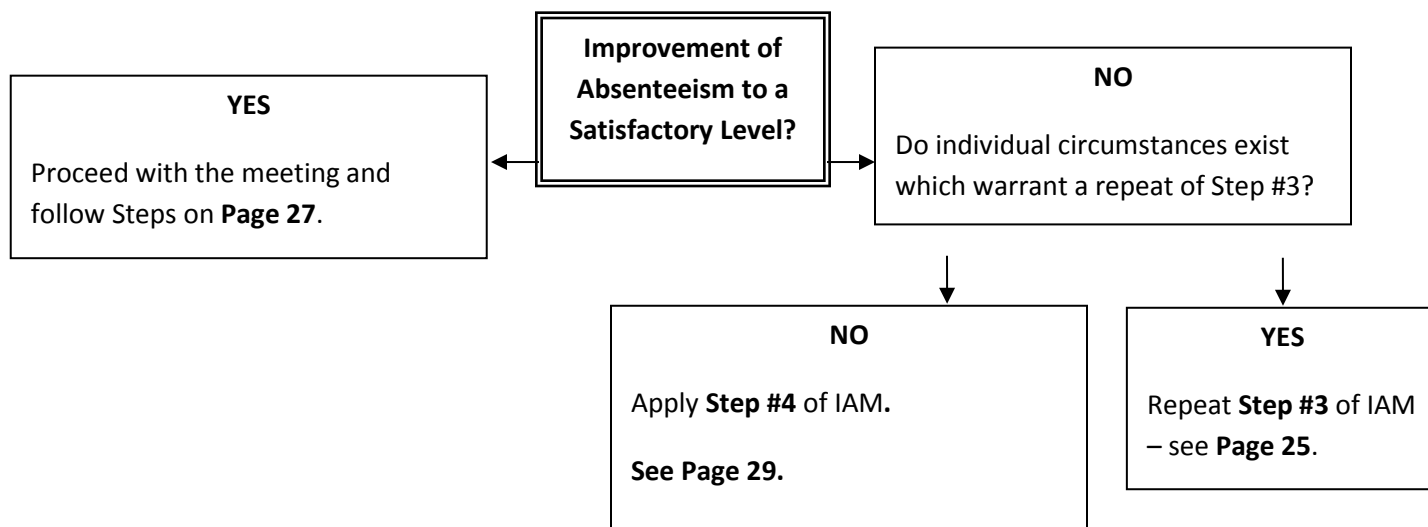 Improvement of
Absenteeism to a
Satisfactory Level?
YES
Proceed with the meeting and
follow Steps on Page 27.
NO
Do individual circumstances exist
which warrant a repeat of Step #3?
NO
Apply Step #4 of IAM.
See Page 29.
YES
Repeat Step #3 of IAM
– see Page 25.